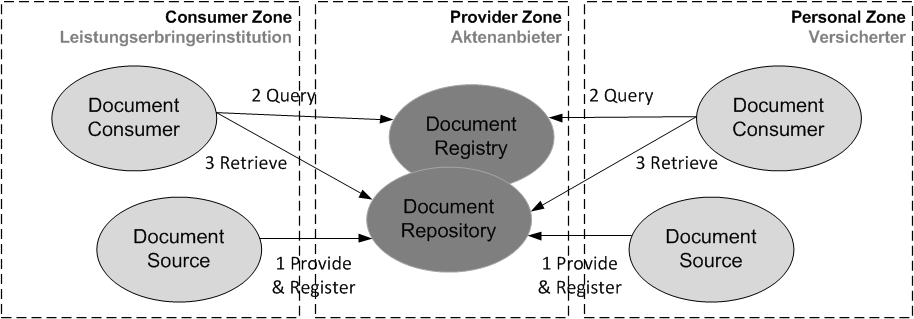 Consumer Zone
Leistungserbringerinstitution
Provider Zone
Aktenanbieter
Personal Zone
Versicherter
Document
Consumer
2 Query
3 Retrieve
Document
Source
1 Provide
& Register
Document
Registry
Document
Repository
2 Query
3 Retrieve
Document
Consumer
1 Provide
& Register
Document
Source